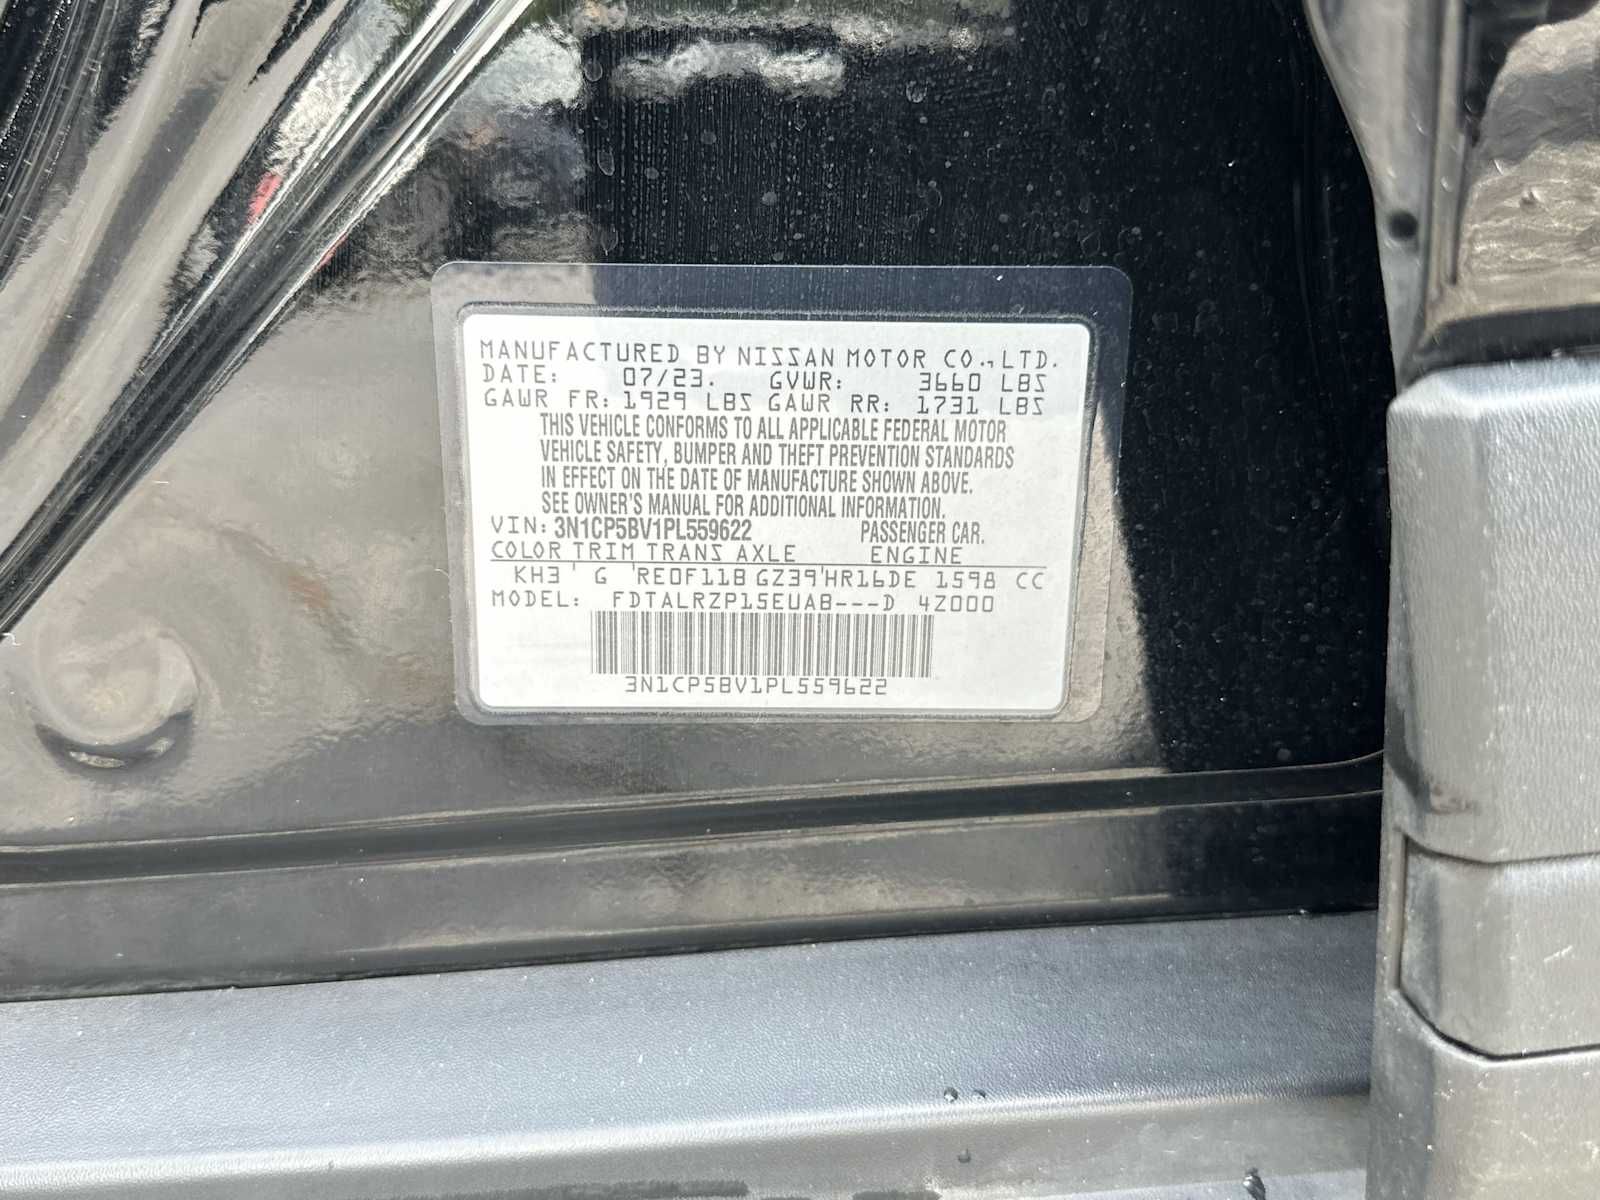 MANUFACTURED BY NISSAN MOTOR CO., LTD.
DATE: 07/23. GVWR: 3660 LBS
GAWR FR: 1929 LBS GAWR RR: 1731 LBS
THIS VEHICLE CONFORMS TO ALL APPLICABLE FEDERAL MOTOR
VEHICLE SAFETY, BUMPER AND THEFT PREVENTION STANDARDS
IN EFFECT ON THE DATE OF MANUFACTURE SHOWN ABOVE.
SEE OWNER'S MANUAL FOR ADDITIONAL INFORMATION.
VIN: 3N1CP5BV1PL559622 PASSENGER CAR.
COLOR TRIM TRANS AXLE ENGINE
KH3 ' G 'RE0F11B GZ39'HR16DE 1598 CC
MODEL: FDTALRZP15EUAB---D 4Z000
3N1CP5BV1PL559622